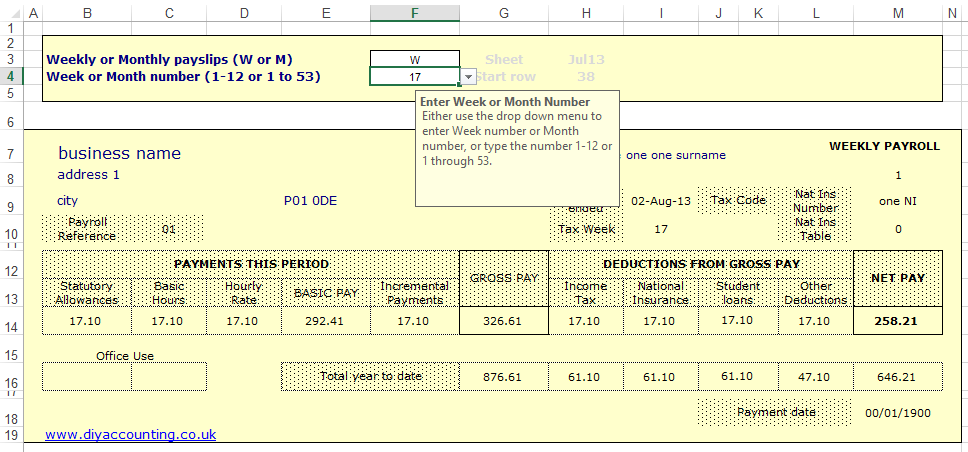 A B C D E F G H I J K L M N
1
2
3 Weekly or Monthly payslips (W or M) W Sheet Jul13
4 Week or Month number (1-12 or 1 to 53) 17 Start row 38
5
Enter Week or Month Number
Either use the drop down menu to
enter Week number or Month
number, or type the number 1-12 or
1 through 53.
6
7 business name one one surname WEEKLY PAYROLL
8 address 1 1
9 city P01 0DE ended 02-Aug-13 Tax Code Nat Ins Number one NI
10 Payroll Reference 01 Tax Week 17 Nat Ins Table 0
11
12 PAYMENTS THIS PERIOD GROSS PAY DEDUCTIONS FROM GROSS PAY NET PAY
13 Statutory Allowances Basic Hours Hourly Rate BASIC PAY Incremental Payments Income Tax National Insurance Student loans Other Deductions
14 17.10 17.10 17.10 292.41 17.10 326.61 17.10 17.10 17.10 17.10 258.21
15 Office Use
16 Total year to date 876.61 61.10 61.10 61.10 47.10 646.21
17
18 Payment date 00/01/1900
19 www.diyaccounting.co.uk